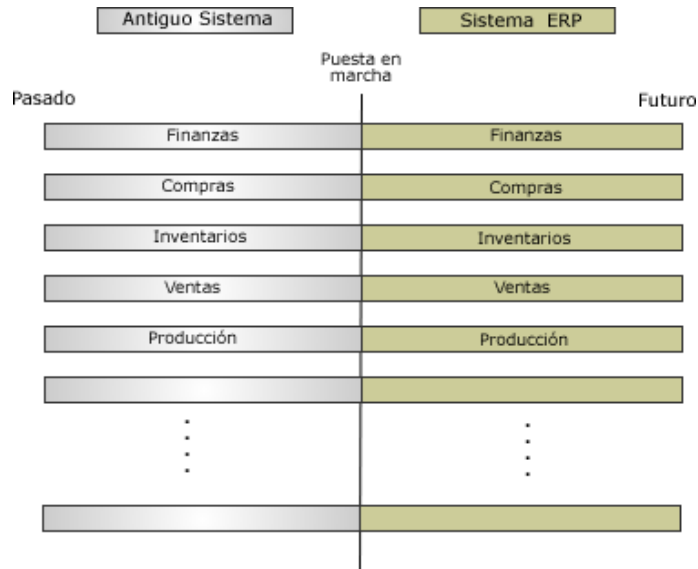 Antiguo Sistema
Sistema ERP
Puesta en
marcha
Pasado
Futuro
Finanzas
Finanzas
Compras
Compras
Inventarios
Inventarios
Ventas
Ventas
Producción
Producción